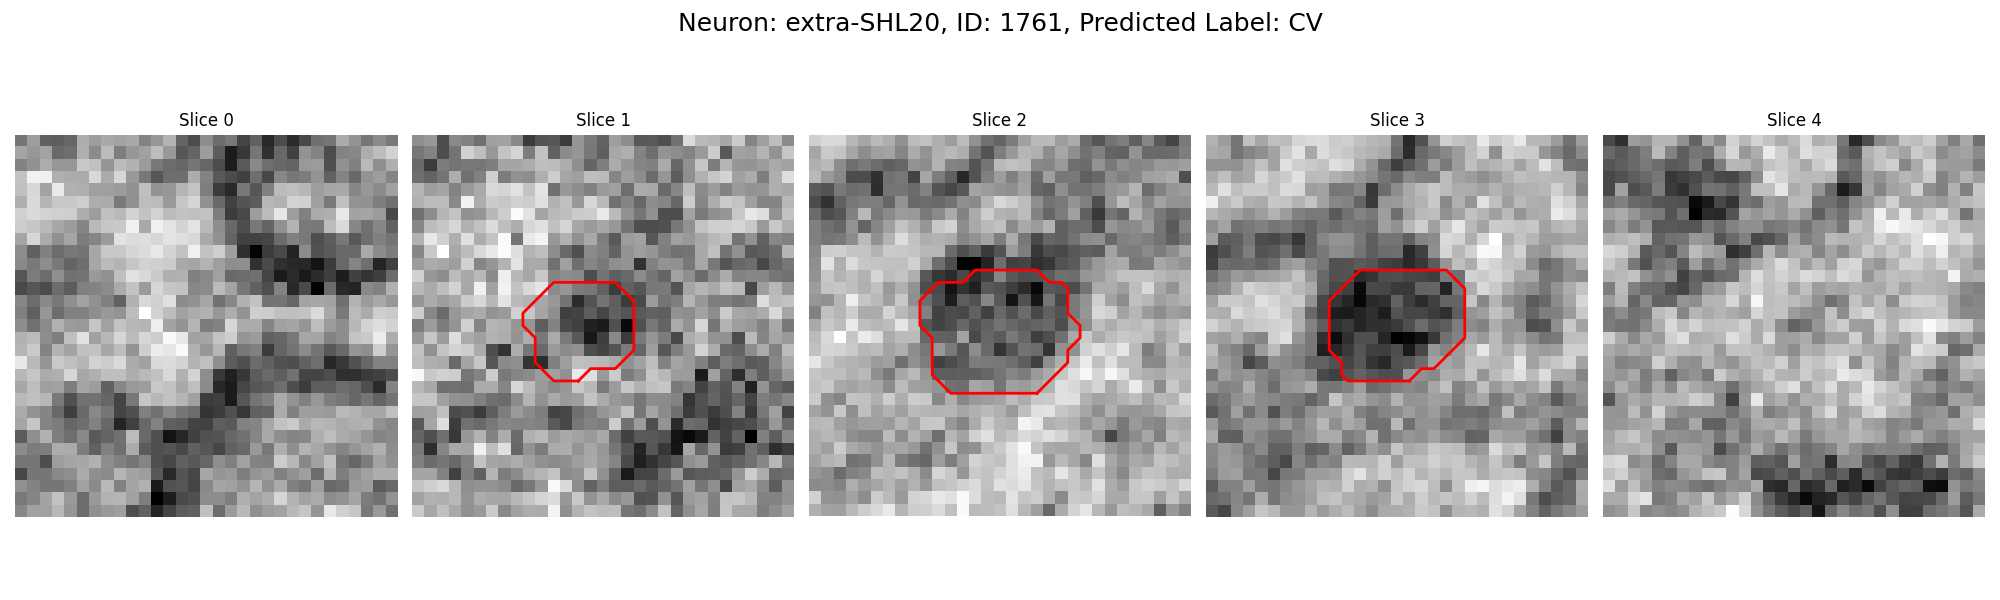 Neuron: extra-SHL20, ID: 1761, Predicted Label: CV
Slice 0
Slice 1
Slice 2
Slice 3
Slice 4